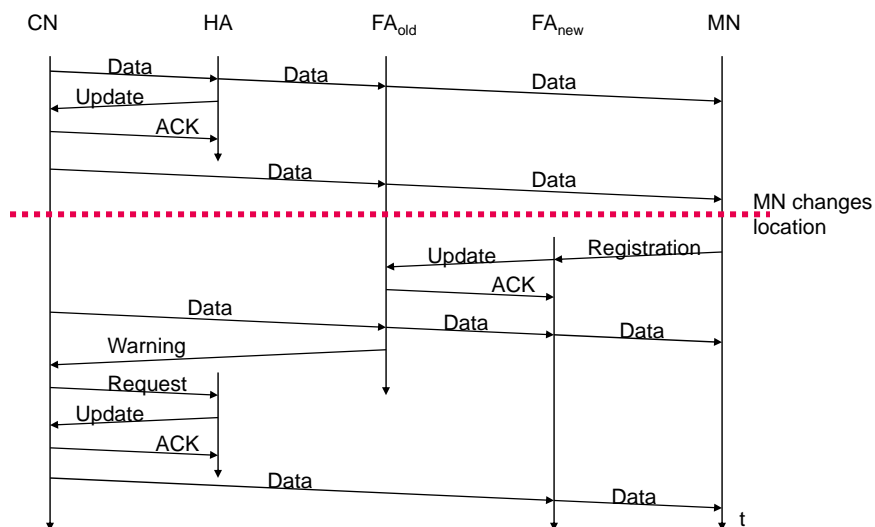 CN HA FAold FAnew MN
Data Data Data
Update
ACK
Data Data
MN changes
location
Update Registration
ACK
Data Data Data
Warning
Request
Update
ACK
Data Data
t